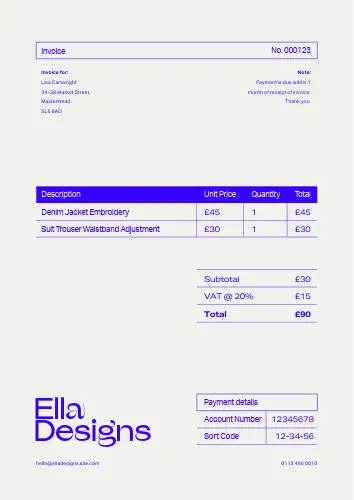 Invoice No. 000123
Invoice for: Note:
Lisa Cartwright Payment is due within 1
34-38 Market Street, month of receipt of invoice.
Maidenhead, Thank you.
SL6 8AD
Description Unit Price Quantity Total
Denim Jacket Embroidery £45 1 £45
Suit Trouser Waistband Adjustment £30 1 £30
Subtotal £30
VAT @ 20% £15
Total £90
Payment details
Account Number 12345678
Sort Code 12-34-56
Ella
Designs
hello@elladesigns.site.com 0113 496 0010